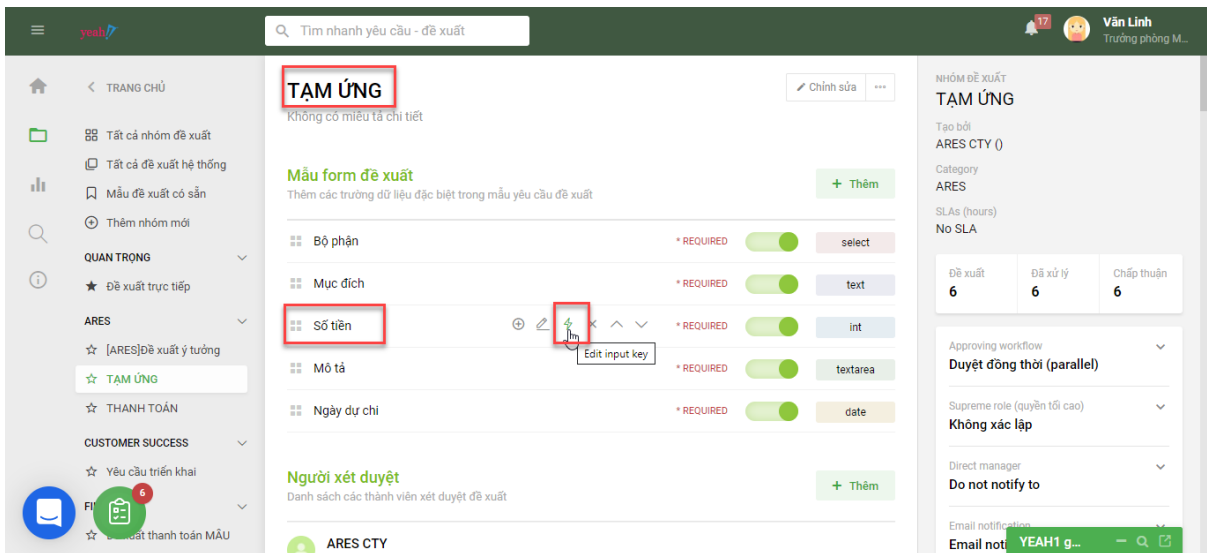 yeah1
Tìm nhanh yêu cầu - đề xuất
17
Văn Linh
Trưởng phòng M...
TRANG CHỦ
Tất cả nhóm đề xuất
Tất cả đề xuất hệ thống
Mẫu đề xuất có sẵn
Thêm nhóm mới
QUAN TRỌNG
Đề xuất trực tiếp
ARES
[ARES]Đề xuất ý tưởng
TẠM ỨNG
THANH TOÁN
CUSTOMER SUCCESS
Yêu cầu triển khai
6
FI
xuất thanh toán MẪU
TẠM ỨNG
Chỉnh sửa
Không có miêu tả chi tiết
Mẫu form đề xuất
Thêm các trường dữ liệu đặc biệt trong mẫu yêu cầu đề xuất
+ Thêm
Bộ phận * REQUIRED select
Mục đích * REQUIRED text
Số tiền * REQUIRED int
Edit input key
Mô tả * REQUIRED textarea
Ngày dự chi * REQUIRED date
Người xét duyệt
Danh sách các thành viên xét duyệt đề xuất
+ Thêm
ARES CTY
NHÓM ĐỀ XUẤT
TẠM ỨNG
Tạo bởi
ARES CTY ()
Category
ARES
SLAs (hours)
No SLA
Đề xuất Đã xử lý Chấp thuận
6 6 6
Approving workflow
Duyệt đồng thời (parallel)
Supreme role (quyền tối cao)
Không xác lập
Direct manager
Do not notify to
Email notification
Email noti
YEAH1 g...